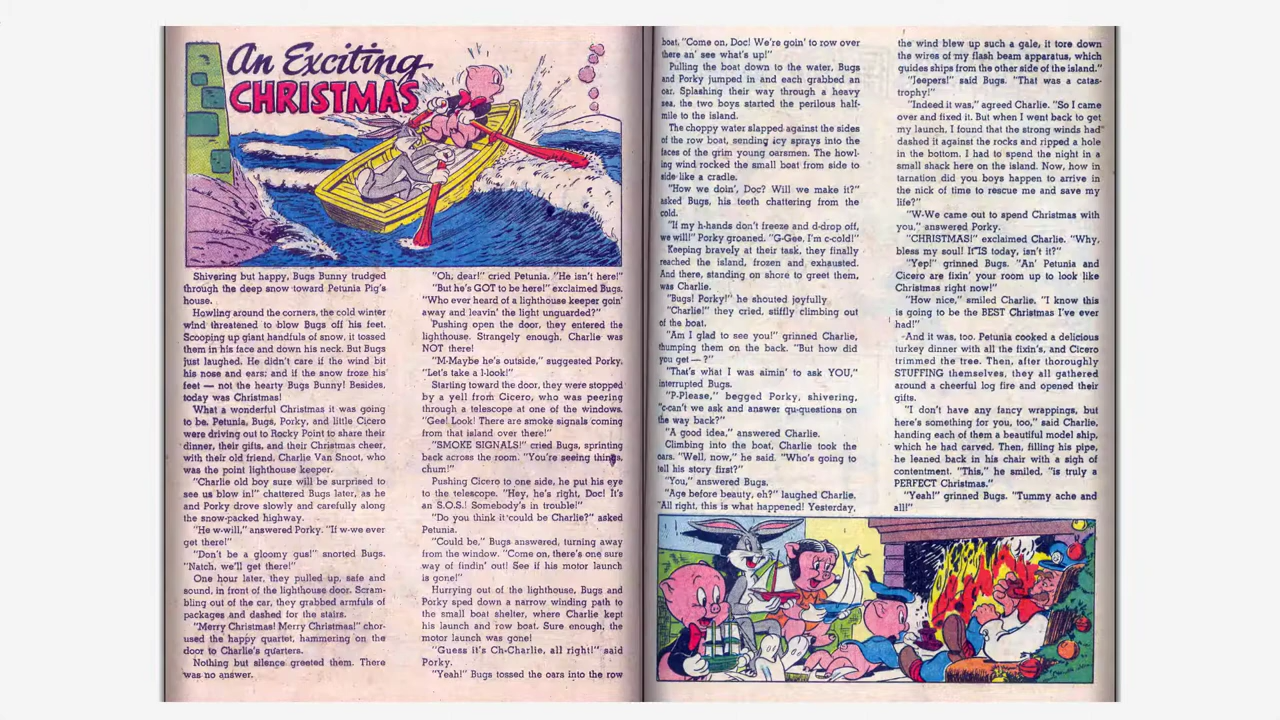 An Exciting
CHRISTMAS
Shivering but happy, Bugs Bunny trudged
through the deep snow toward Petunia Pig's
house.
Howling around the corners, the cold winter
wind threatened to blow Bugs off his feet.
Scooping up giant handfuls of snow, it tossed
them in his face and down his neck. But Bugs
just laughed. He didn't care if the wind bit
his nose and ears; and if the snow froze his
feet — not the hearty Bugs Bunny! Besides,
today was Christmas!
What a wonderful Christmas it was going
to be. Petunia, Bugs, Porky, and little Cicero
were driving out to Rocky Point to share their
dinner, their gifts, and their Christmas cheer,
with their old friend, Charlie Van Snoot, who
was the point lighthouse keeper.
"Charlie old boy sure will be surprised to
see us blow in!" chattered Bugs later, as he
and Porky drove slowly and carefully along
the snow-packed highway.
"He w-will," answered Porky. "If w-we ever
get there!"
"Don't be a gloomy gus!" snorted Bugs.
"Natch, we'll get there!"
One hour later, they pulled up, safe and
sound, in front of the lighthouse door. Scram-
bling out of the car, they grabbed armfuls of
packages and dashed for the stairs.
"Merry Christmas! Merry Christmas!" chor-
used the happy quartet, hammering on the
door to Charlie's quarters.
Nothing but silence greeted them. There
was no answer.
"Oh, dear!" cried Petunia. "He isn't here!"
"But he's GOT to be here!" exclaimed Bugs.
"Who ever heard of a lighthouse keeper goin'
away and leavin' the light unguarded?"
Pushing open the door, they entered the
lighthouse. Strangely enough, Charlie was
NOT there!
"M-Maybe he's outside," suggested Porky.
"Let's take a l-look!"
Starting toward the door, they were stopped
by a yell from Cicero, who was peering
through a telescope at one of the windows.
"Gee! Look! There are smoke signals coming
from that island over there!"
"SMOKE SIGNALS!" cried Bugs, sprinting
back across the room. "You're seeing things,
chum!"
Pushing Cicero to one side, he put his eye
to the telescope. "Hey, he's right, Doc! It's
an S.O.S.! Somebody's in trouble!"
"Do you think it could be Charlie?" asked
Petunia.
"Could be," Bugs answered, turning away
from the window. "Come on, there's one sure
way of findin' out! See if his motor launch
is gone!"
Hurrying out of the lighthouse, Bugs and
Porky sped down a narrow winding path to
the small boat shelter, where Charlie kept
his launch and row boat. Sure enough, the
motor launch was gone!
"Guess it's Ch-Charlie, all right!" said
Porky.
"Yeah!" Bugs tossed the oars into the row
boat. "Come on, Doc! We're goin' to row over
there an' see what's up!"
Pulling the boat down to the water, Bugs
and Porky jumped in and each grabbed an
oar. Splashing their way through a heavy
sea, the two boys started the perilous half-
mile to the island.
The choppy water slapped against the sides
of the row boat, sending icy sprays into the
faces of the grim young oarsmen. The howl-
ing wind rocked the small boat from side to
side like a cradle.
"How we doin', Doc? Will we make it?"
asked Bugs, his teeth chattering from the
cold.
"If my h-hands don't freeze and d-drop off,
we will!" Porky groaned. "G-Gee, I'm c-cold!"
Keeping bravely at their task, they finally
reached the island, frozen and exhausted.
And there, standing on shore to greet them,
was Charlie.
"Bugs! Porky!" he shouted joyfully
"Charlie!" they cried, stiffly climbing out
of the boat.
"Am I glad to see you!" grinned Charlie,
thumping them on the back. "But how did
you get — ?"
"That's what I was aimin' to ask YOU,"
interrupted Bugs.
"P-Please," begged Porky, shivering,
"c-can't we ask and answer qu-questions on
the way back?"
"A good idea," answered Charlie.
Climbing into the boat, Charlie took the
oars. "Well, now," he said. "Who's going to
tell his story first?"
"You," answered Bugs.
"Age before beauty, eh?" laughed Charlie.
"All right, this is what happened! Yesterday,
the wind blew up such a gale, it tore down
the wires of my flash beam apparatus, which
guides ships from the other side of the island."
"Jeepers!" said Bugs. "That was a catas-
trophy!"
"Indeed it was," agreed Charlie. "So I came
over and fixed it. But when I went back to get
my launch, I found that the strong winds had
dashed it against the rocks and ripped a hole
in the bottom. I had to spend the night in a
small shack here on the island. Now, how in
tarnation did you boys happen to arrive in
the nick of time to rescue me and save my
life?"
"W-We came out to spend Christmas with
you," answered Porky.
"CHRISTMAS!" exclaimed Charlie. "Why,
bless my soul! It IS today, isn't it?"
"Yep!" grinned Bugs. "An' Petunia and
Cicero are fixin' your room up to look like
Christmas right now!"
"How nice," smiled Charlie. "I know this
is going to be the BEST Christmas I've ever
had!"
And it was, too. Petunia cooked a delicious
turkey dinner with all the fixin's, and Cicero
trimmed the tree. Then, after thoroughly
STUFFING themselves, they all gathered
around a cheerful log fire and opened their
gifts.
"I don't have any fancy wrappings, but
here's something for you, too," said Charlie,
handing each of them a beautiful model ship,
which he had carved. Then, filling his pipe,
he leaned back in his chair with a sigh of
contentment. "This," he smiled, "is truly a
PERFECT Christmas."
"Yeah!" grinned Bugs. "Tummy ache and
all!"